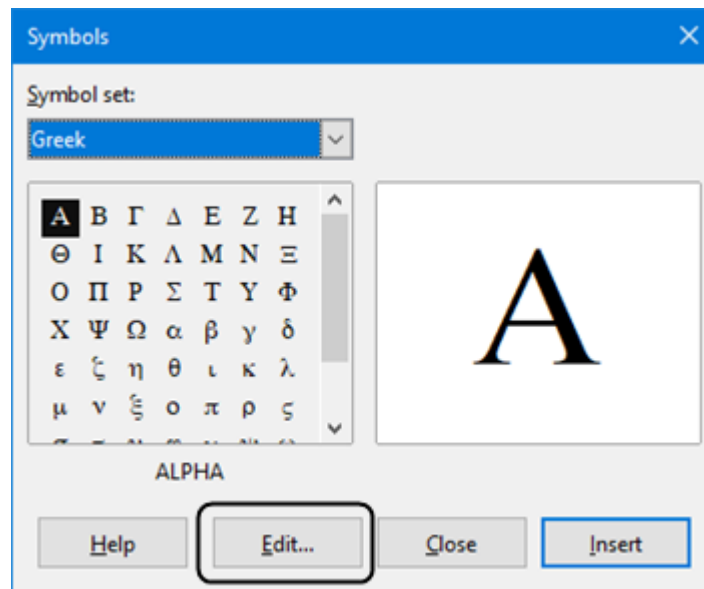 Symbols
Symbol set:
Greek
Α Β Γ Δ Ε Ζ Η
Θ Ι Κ Λ Μ Ν Ξ
Ο Π Ρ Σ Τ Υ Φ
Χ Ψ Ω α β γ δ
ε ζ η θ ι κ λ
μ ν ξ ο π ρ ς
Α
ALPHA
Help
Edit...
Close
Insert